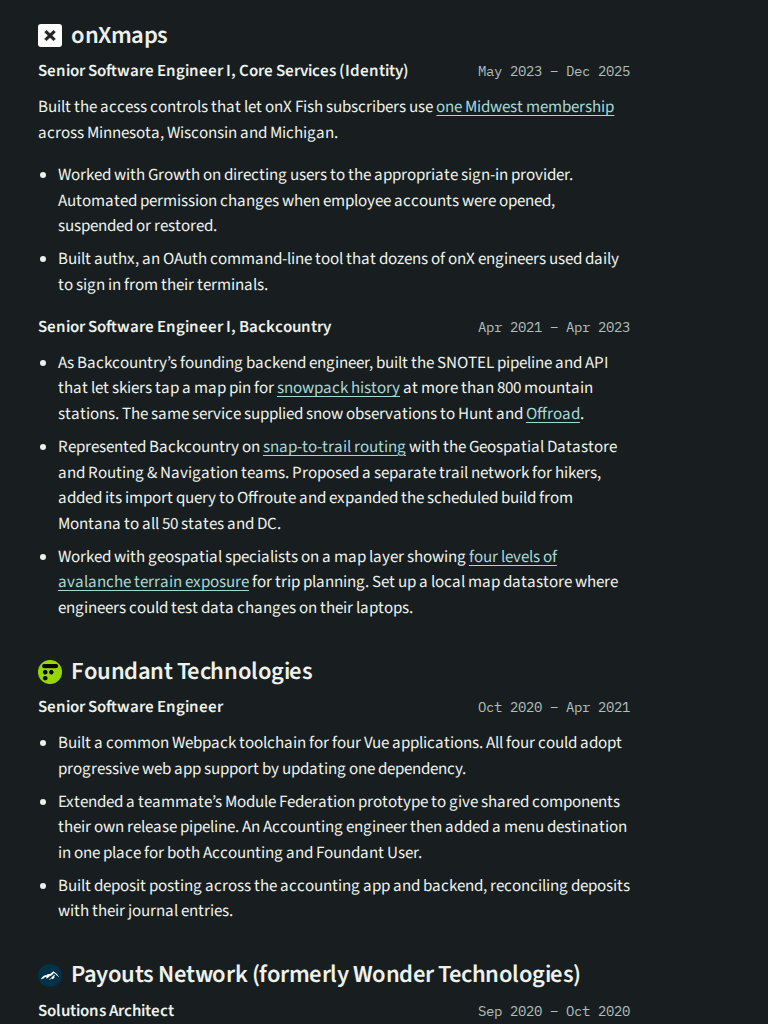 onXmaps
Senior Software Engineer I, Core Services (Identity) May 2023 – Dec 2025
Built the access controls that let onX Fish subscribers use one Midwest membership
across Minnesota, Wisconsin and Michigan.
• Worked with Growth on directing users to the appropriate sign-in provider.
Automated permission changes when employee accounts were opened,
suspended or restored.
• Built authx, an OAuth command-line tool that dozens of onX engineers used daily
to sign in from their terminals.
Senior Software Engineer I, Backcountry Apr 2021 – Apr 2023
• As Backcountry’s founding backend engineer, built the SNOTEL pipeline and API
that let skiers tap a map pin for snowpack history at more than 800 mountain
stations. The same service supplied snow observations to Hunt and Offroad.
• Represented Backcountry on snap-to-trail routing with the Geospatial Datastore
and Routing & Navigation teams. Proposed a separate trail network for hikers,
added its import query to Offroute and expanded the scheduled build from
Montana to all 50 states and DC.
• Worked with geospatial specialists on a map layer showing four levels of
avalanche terrain exposure for trip planning. Set up a local map datastore where
engineers could test data changes on their laptops.
Foundant Technologies
Senior Software Engineer Oct 2020 – Apr 2021
• Built a common Webpack toolchain for four Vue applications. All four could adopt
progressive web app support by updating one dependency.
• Extended a teammate’s Module Federation prototype to give shared components
their own release pipeline. An Accounting engineer then added a menu destination
in one place for both Accounting and Foundant User.
• Built deposit posting across the accounting app and backend, reconciling deposits
with their journal entries.
Payouts Network (formerly Wonder Technologies)
Solutions Architect Sep 2020 – Oct 2020